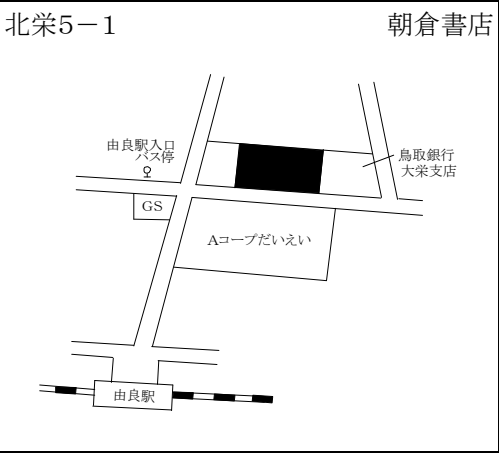 北栄5－1
朝倉書店
由良駅入口
バス停
鳥取銀行
大栄支店
GS
Aコープだいえい
由良駅